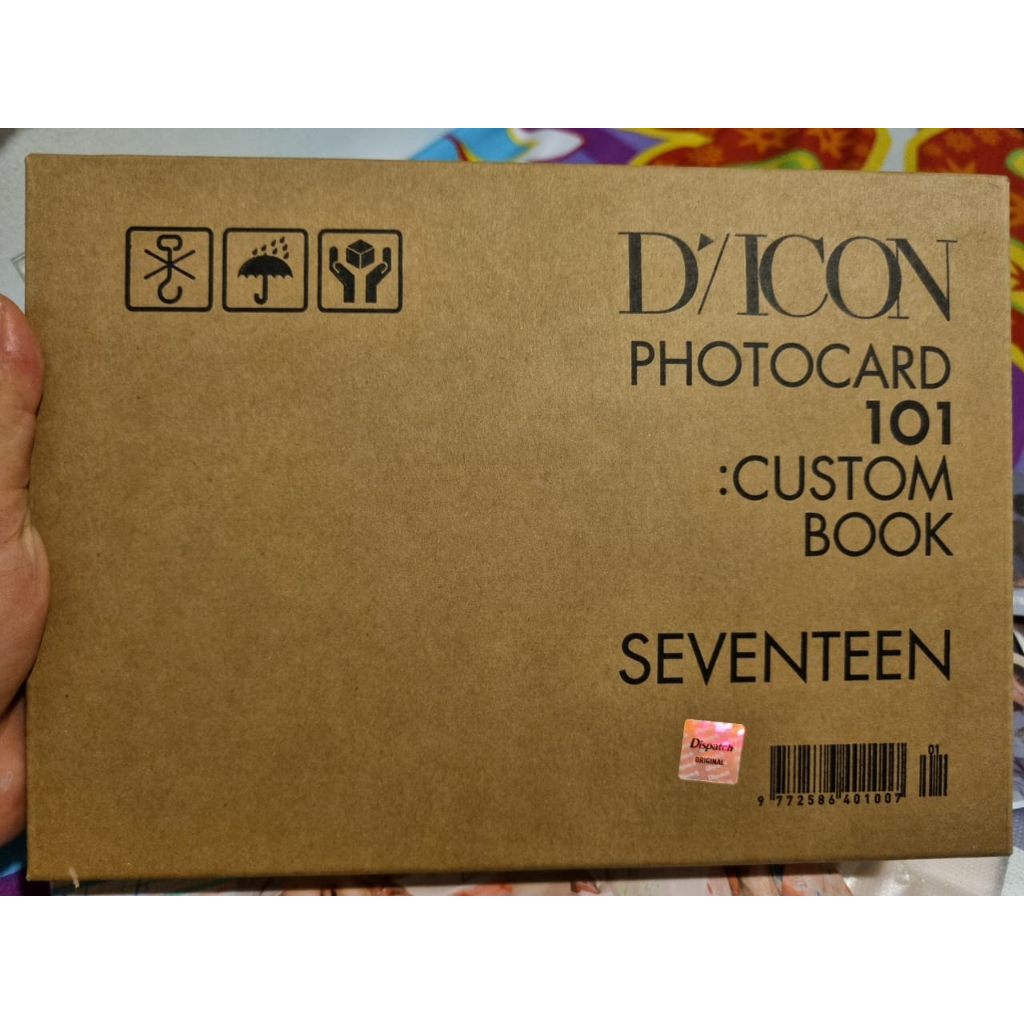 D'/ICON
PHOTOCARD
101
:CUSTOM
BOOK
SEVENTEEN
Dispatch
ORIGINAL
01
9 772586 401007